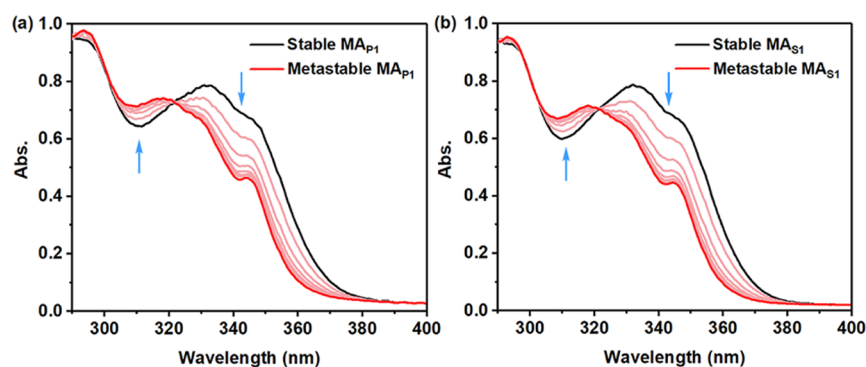 (a)
Stable MAP1
Metastable MAP1
Abs.
1.0
0.8
0.6
0.4
0.2
0.0
300 320 340 360 380 400
Wavelength (nm)
(b)
Stable MAS1
Metastable MAS1
Abs.
1.0
0.8
0.6
0.4
0.2
0.0
300 320 340 360 380 400
Wavelength (nm)